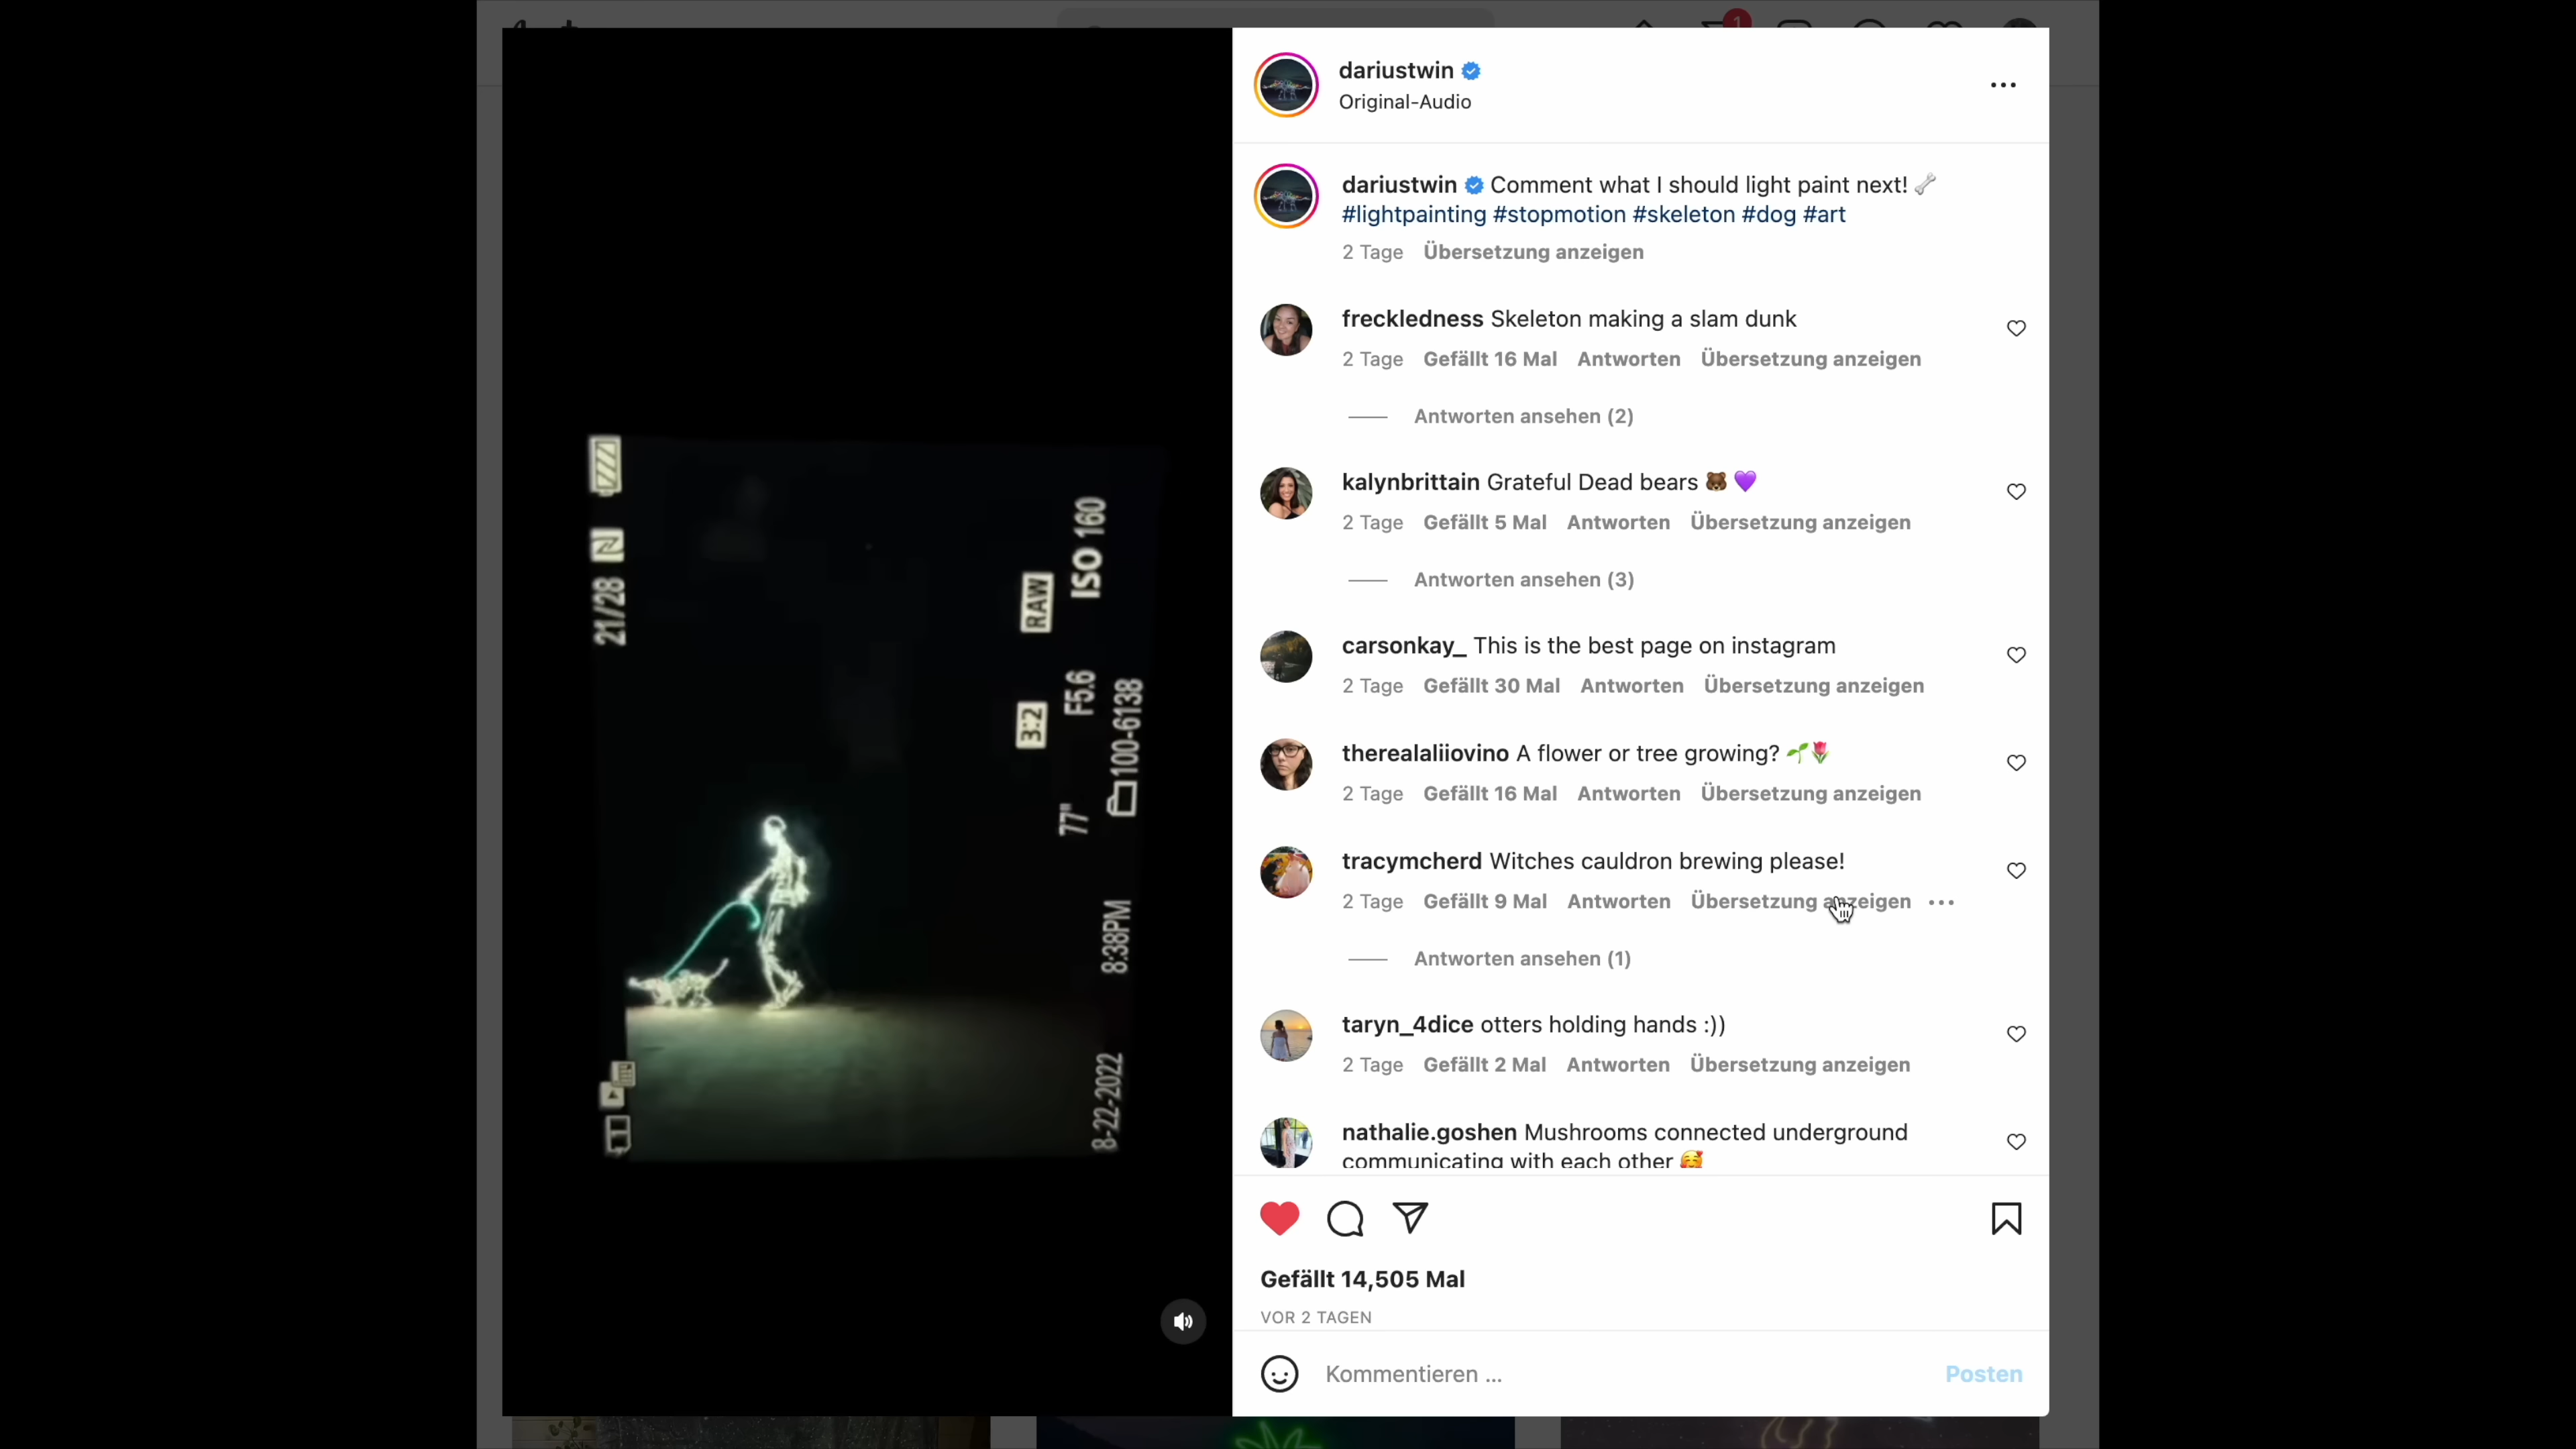 1
dariustwin
Original-Audio
dariustwin Comment what I should light paint next! 🦴
#lightpainting #stopmotion #skeleton #dog #art
2 Tage Übersetzung anzeigen
freckledness Skeleton making a slam dunk
2 Tage Gefällt 16 Mal Antworten Übersetzung anzeigen
Antworten ansehen (2)
kalynbrittain Grateful Dead bears 🐻 💜
2 Tage Gefällt 5 Mal Antworten Übersetzung anzeigen
Antworten ansehen (3)
carsonkay_ This is the best page on instagram
2 Tage Gefällt 30 Mal Antworten Übersetzung anzeigen
therealaliiovino A flower or tree growing? 🌱🌷
2 Tage Gefällt 16 Mal Antworten Übersetzung anzeigen
tracymcherd Witches cauldron brewing please!
2 Tage Gefällt 9 Mal Antworten Übersetzung anzeigen
Antworten ansehen (1)
taryn_4dice otters holding hands :))
2 Tage Gefällt 2 Mal Antworten Übersetzung anzeigen
nathalie.goshen Mushrooms connected underground
communicating with each other 🥰
Gefällt 14,505 Mal
VOR 2 TAGEN
Kommentieren ...
Posten
21/28 N
3:2 RAW
77" F5.6 ISO 160
8-22-2022 8:38PM 100-6138